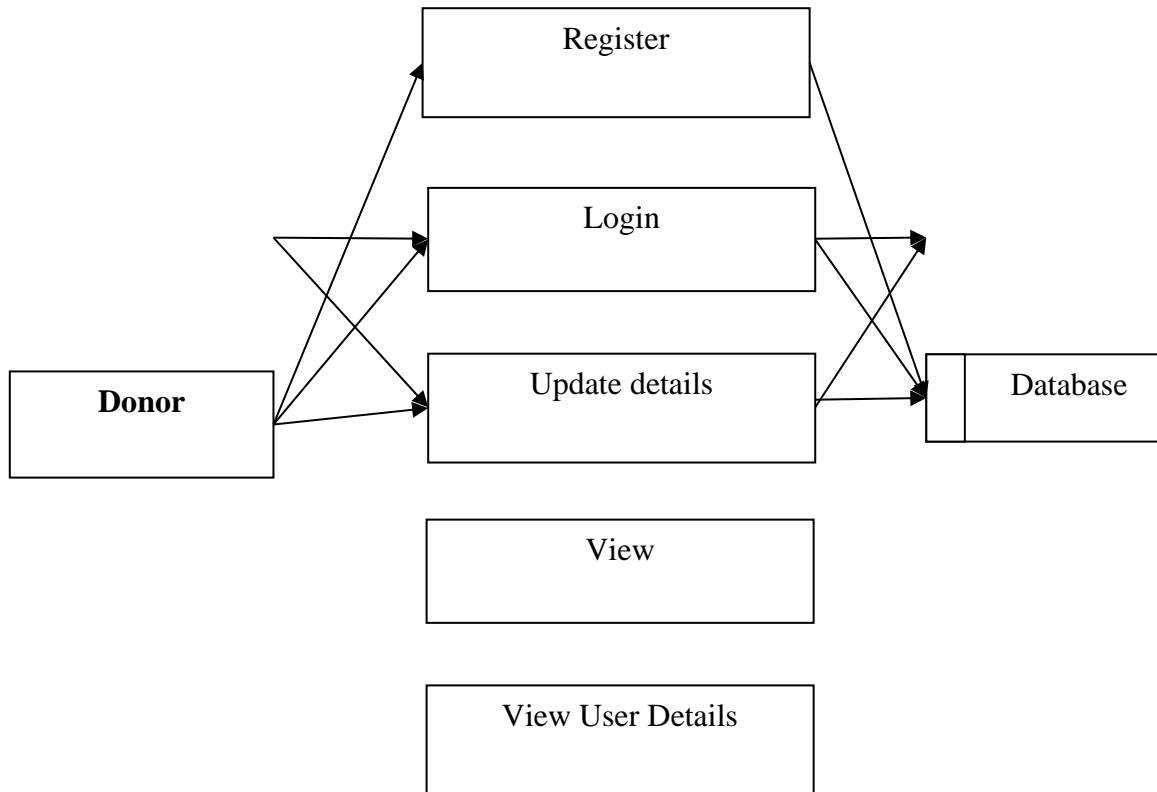 Register
Login
Update details
Donor
Database
View
View User Details